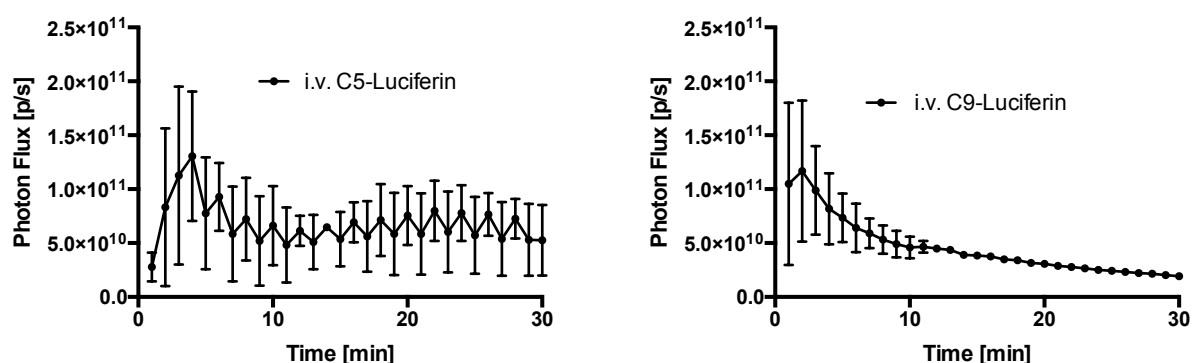 2.5×10¹¹
2.0×10¹¹
1.5×10¹¹
1.0×10¹¹
5.0×10¹⁰
0.0
Photon Flux [p/s]
i.v. C5-Luciferin
0 10 20 30
Time [min]
2.5×10¹¹
2.0×10¹¹
1.5×10¹¹
1.0×10¹¹
5.0×10¹⁰
0.0
Photon Flux [p/s]
i.v. C9-Luciferin
0 10 20 30
Time [min]